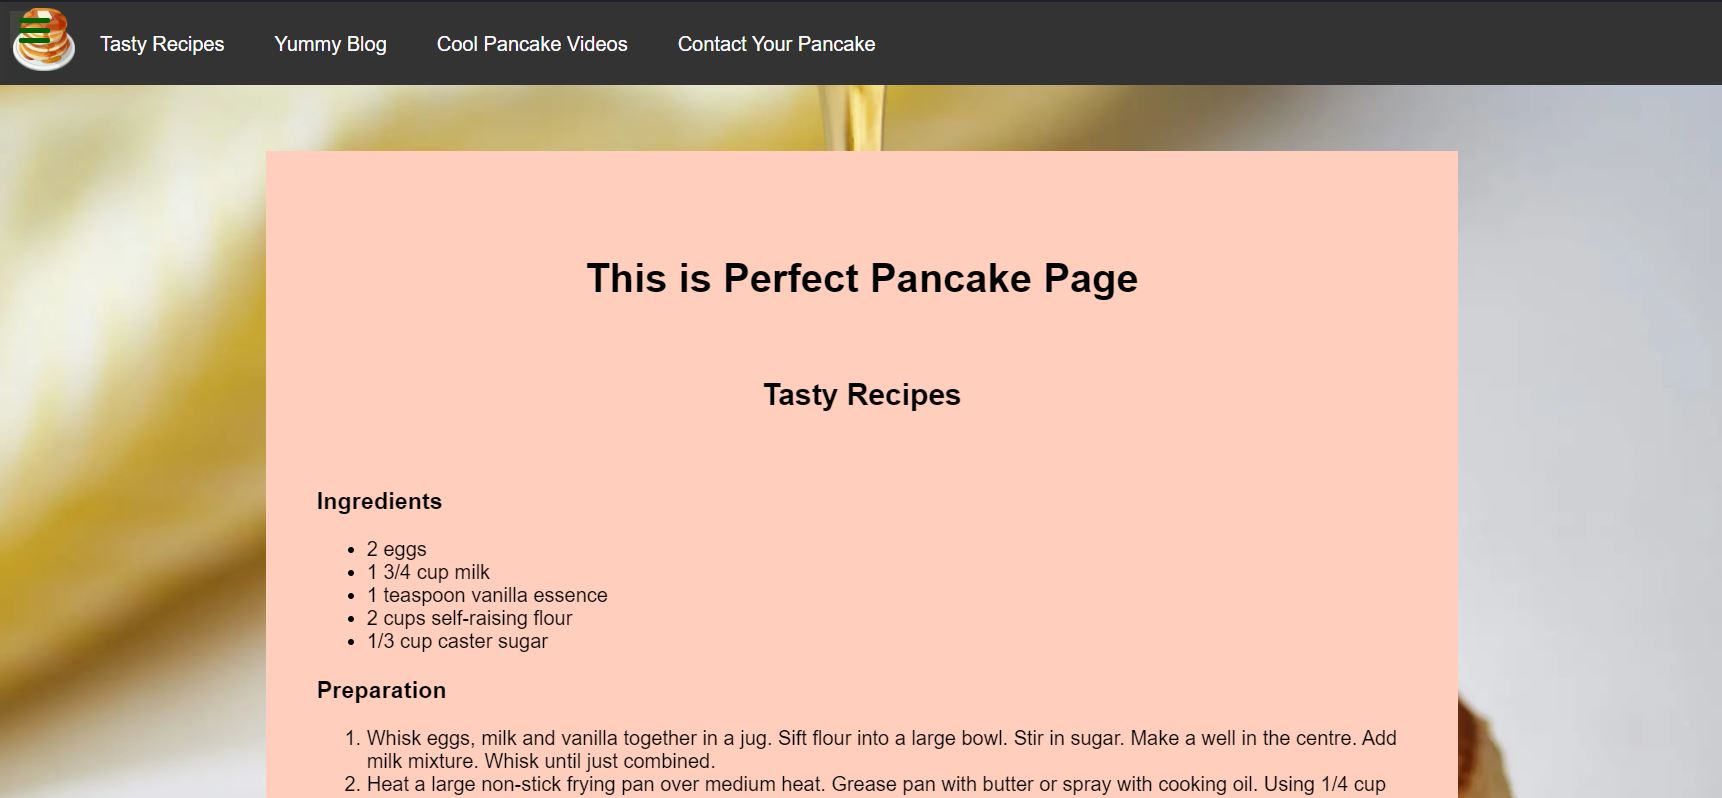 Tasty Recipes Yummy Blog Cool Pancake Videos Contact Your Pancake
This is Perfect Pancake Page
Tasty Recipes
Ingredients
• 2 eggs
• 1 3/4 cup milk
• 1 teaspoon vanilla essence
• 2 cups self-raising flour
• 1/3 cup caster sugar
Preparation
1. Whisk eggs, milk and vanilla together in a jug. Sift flour into a large bowl. Stir in sugar. Make a well in the centre. Add
milk mixture. Whisk until just combined.
2. Heat a large non-stick frying pan over medium heat. Grease pan with butter or spray with cooking oil. Using 1/4 cup